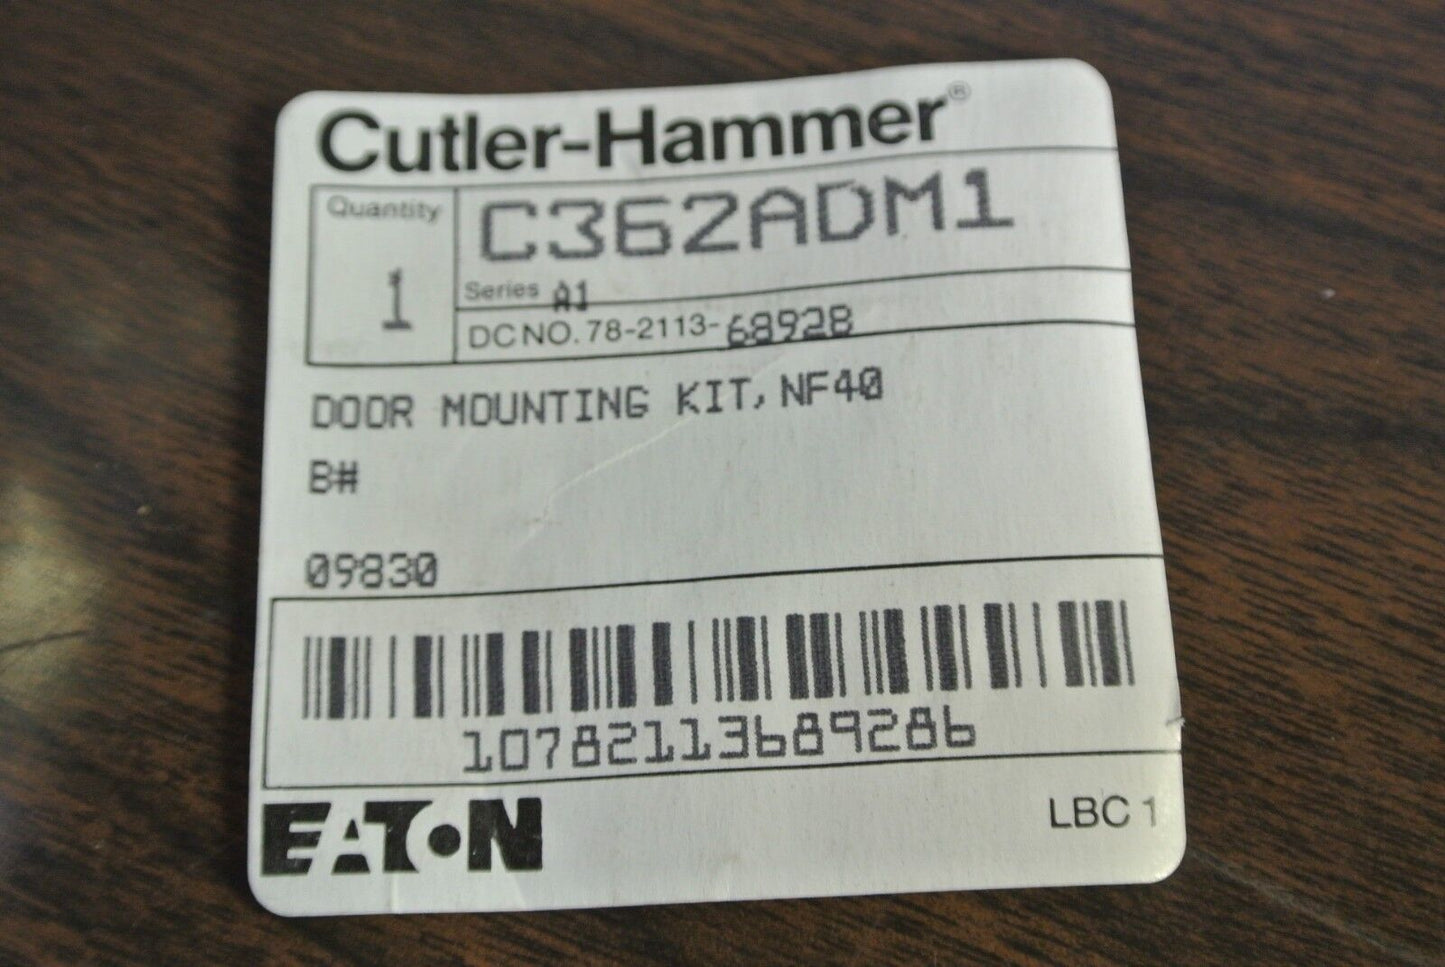 Cutler-Hammer®
Quantity
1
C362ADM1
Series A1
DC NO. 78-2113-68928
DOOR MOUNTING KIT, NF40
B#
09830
10782113689286
EATON
LBC 1